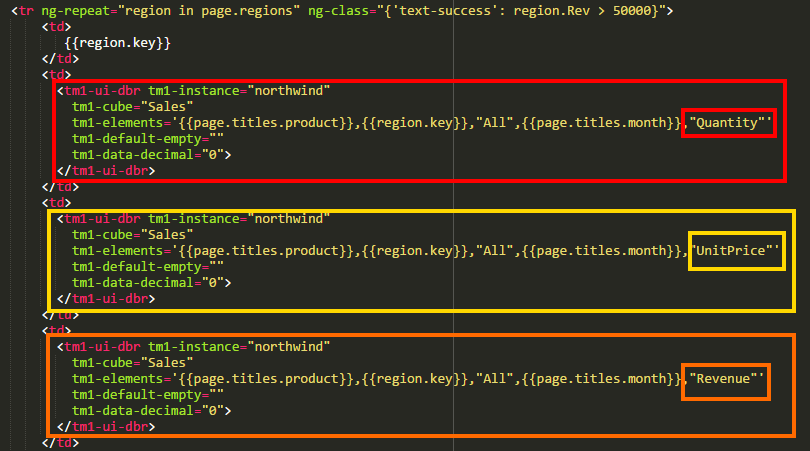 <tr ng-repeat="region in page.regions" ng-class="{'text-success': region.Rev > 50000}">
<td>
{{region.key}}
</td>
<td>
<tm1-ui-dbr tm1-instance="northwind"
tm1-cube="Sales"
tm1-elements='{{page.titles.product}},{{region.key}},"All",{{page.titles.month}},"Quantity"'
tm1-default-empty=""
tm1-data-decimal="0">
</tm1-ui-dbr>
</td>
<td>
<tm1-ui-dbr tm1-instance="northwind"
tm1-cube="Sales"
tm1-elements='{{page.titles.product}},{{region.key}},"All",{{page.titles.month}},"UnitPrice"'
tm1-default-empty=""
tm1-data-decimal="0">
</tm1-ui-dbr>
</td>
<td>
<tm1-ui-dbr tm1-instance="northwind"
tm1-cube="Sales"
tm1-elements='{{page.titles.product}},{{region.key}},"All",{{page.titles.month}},"Revenue"'
tm1-default-empty=""
tm1-data-decimal="0">
</tm1-ui-dbr>
</td>